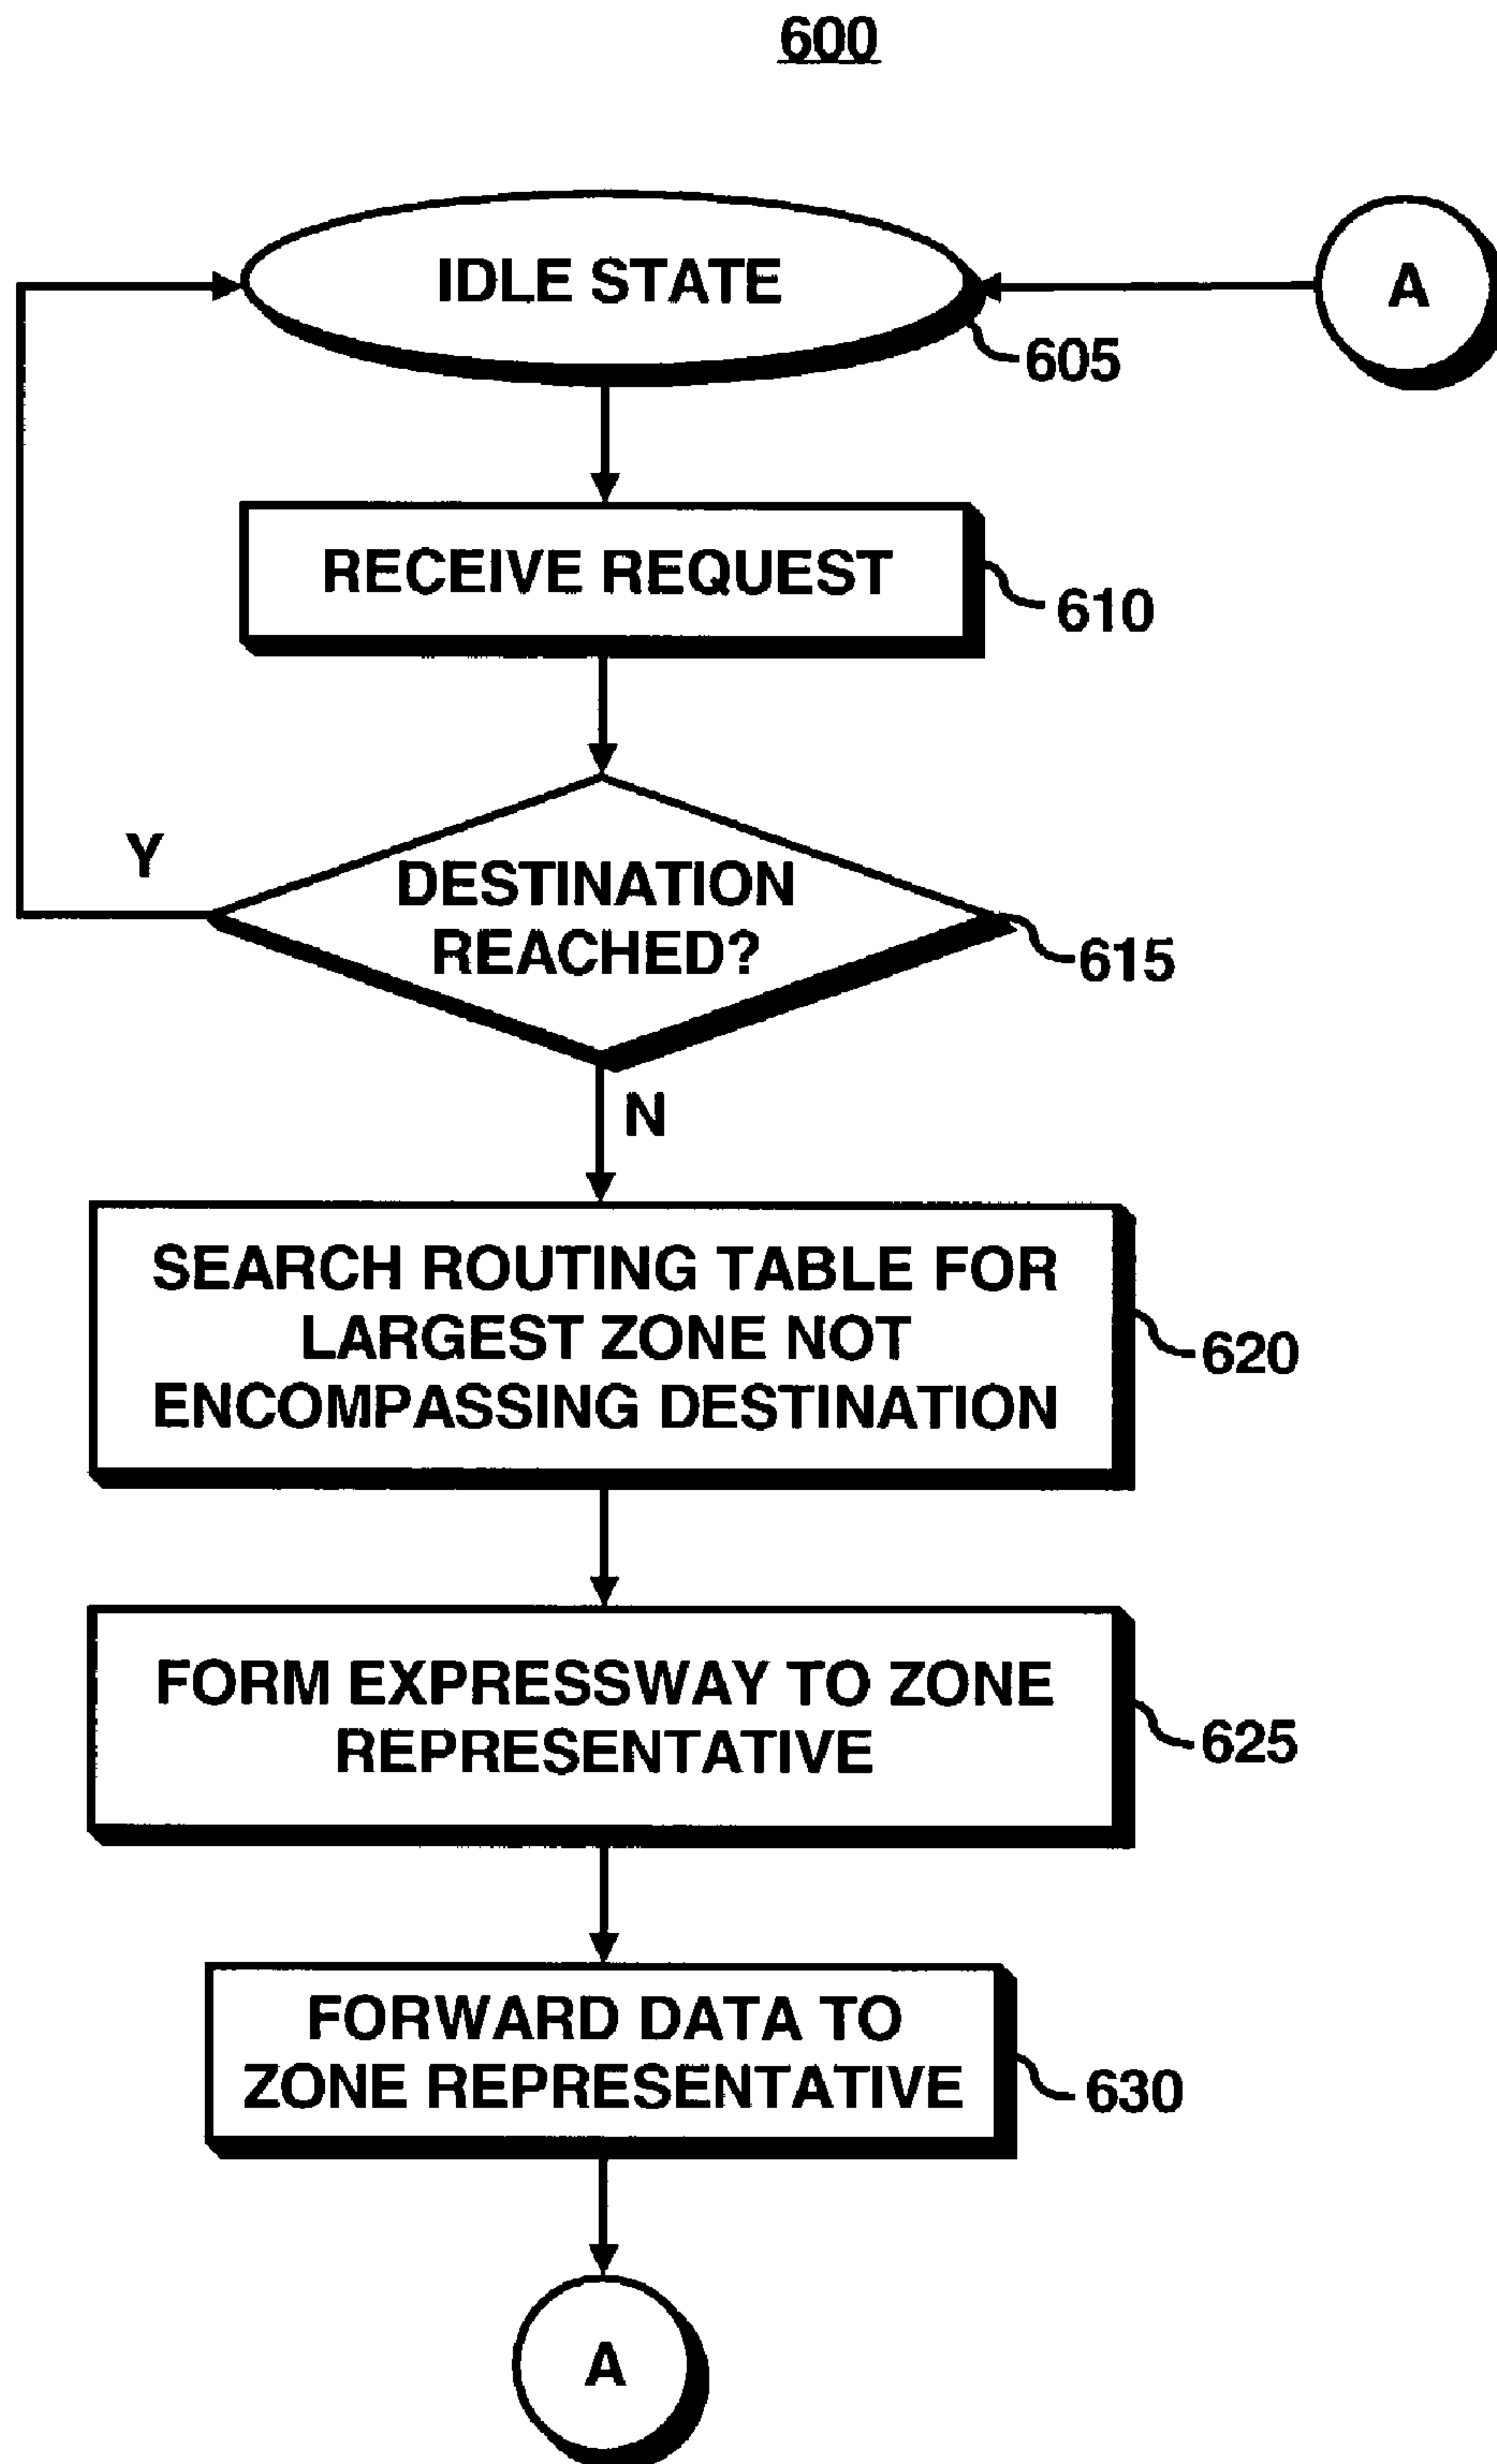 600
IDLE STATE
A
605
RECEIVE REQUEST
610
Y
DESTINATION
REACHED?
615
N
SEARCH ROUTING TABLE FOR
LARGEST ZONE NOT
ENCOMPASSING DESTINATION
620
FORM EXPRESSWAY TO ZONE
REPRESENTATIVE
625
FORWARD DATA TO
ZONE REPRESENTATIVE
630
A